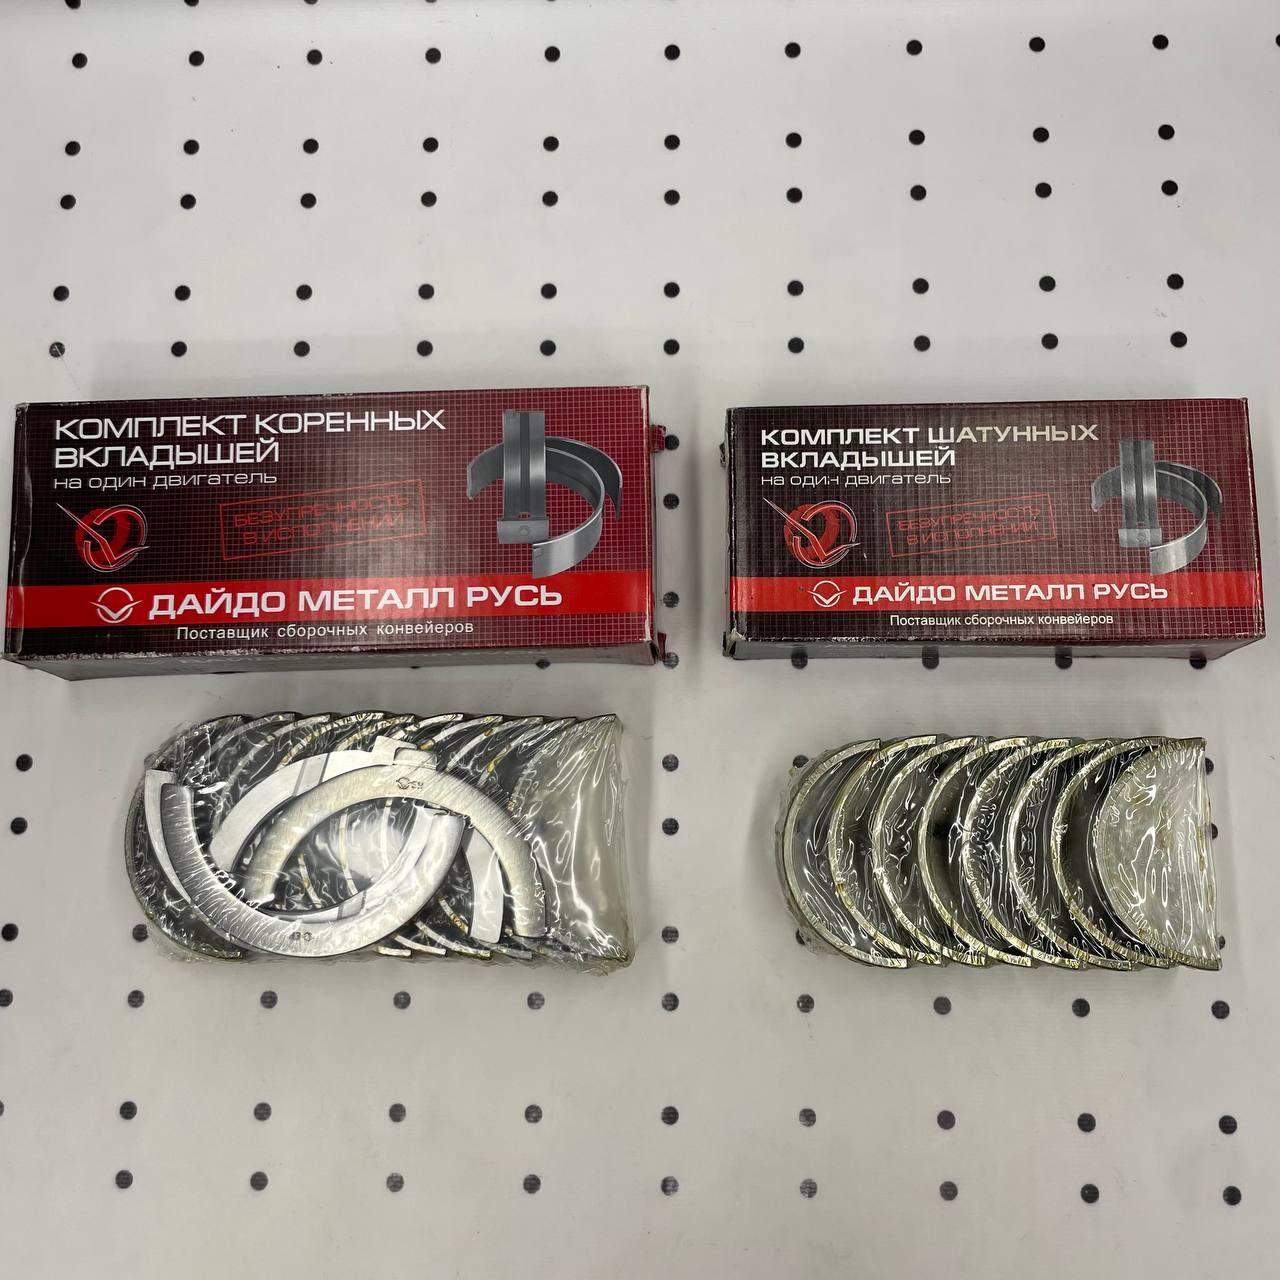 КОМПЛЕКТ КОРЕННЫХ
ВКЛАДЫШЕЙ
на один двигатель
БЕЗУПРЕЧНОСТЬ
В ИСПОЛНЕНИИ
ДАЙДО МЕТАЛЛ РУСЬ
Поставщик сборочных конвейеров
КОМПЛЕКТ ШАТУННЫХ
ВКЛАДЫШЕЙ
на один двигатель
БЕЗУПРЕЧНОСТЬ
В ИСПОЛНЕНИИ
ДАЙДО МЕТАЛЛ РУСЬ
Поставщик сборочных конвейеров